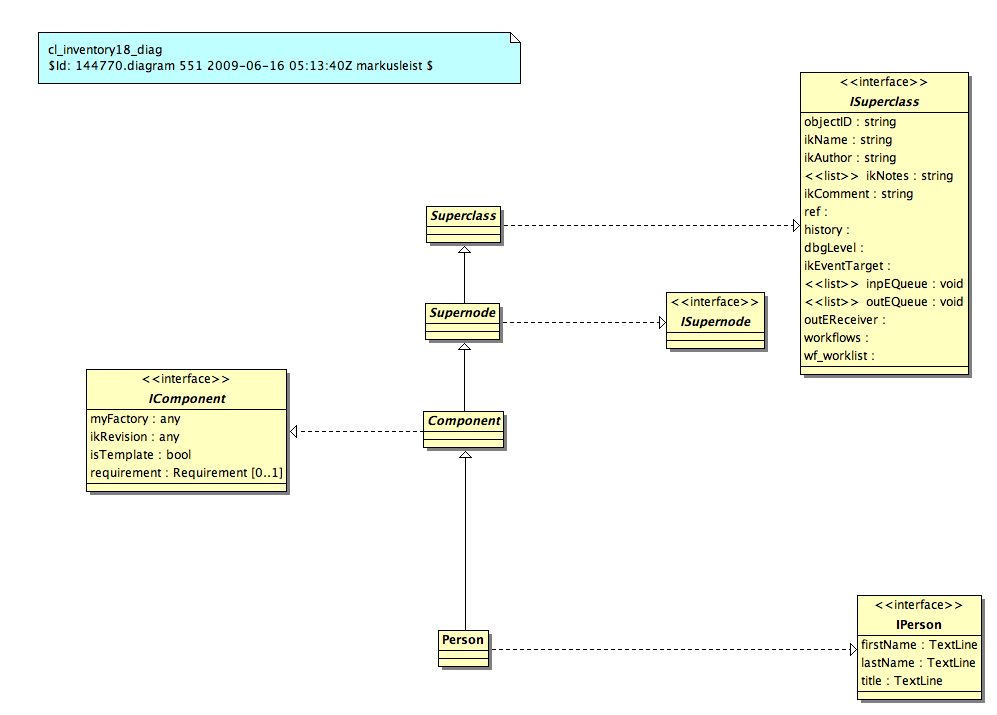 cl_inventory18_diag
$Id: 144770.diagram 551 2009-06-16 05:13:40Z markusleist $
<<interface>>
ISuperclass
objectID : string
ikName : string
ikAuthor : string
<<list>> ikNotes : string
ikComment : string
ref :
history :
dbgLevel :
ikEventTarget :
<<list>> inpEQueue : void
<<list>> outEQueue : void
outEReceiver :
workflows :
wf_worklist :
Superclass
Supernode
<<interface>>
ISupernode
<<interface>>
IComponent
myFactory : any
ikRevision : any
isTemplate : bool
requirement : Requirement [0..1]
Component
Person
<<interface>>
IPerson
firstName : TextLine
lastName : TextLine
title : TextLine